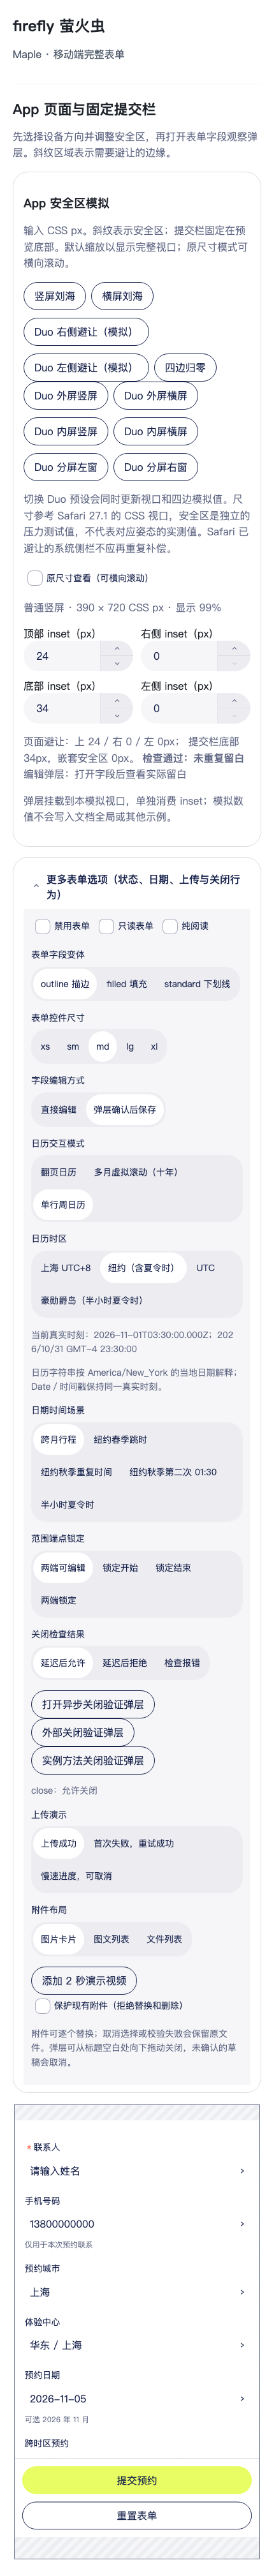 firefly 萤火虫
Maple · 移动端完整表单
App 页面与固定提交栏
先选择设备方向并调整安全区，再打开表单字段观察弹
层。斜纹区域表示需要避让的边缘。
App 安全区模拟
输入 CSS px。斜纹表示安全区；提交栏固定在预
览底部。默认缩放以显示完整视口；原尺寸模式可
横向滚动。
竖屏刘海 横屏刘海
Duo 右侧避让（模拟）
Duo 左侧避让（模拟） 四边归零
Duo 外屏竖屏 Duo 外屏横屏
Duo 内屏竖屏 Duo 内屏横屏
Duo 分屏左窗 Duo 分屏右窗
切换 Duo 预设会同时更新视口和四边模拟值。尺
寸参考 Safari 27.1 的 CSS 视口，安全区是独立的
压力测试值，不代表对应姿态的实测值。Safari 已
避让的系统侧栏不应再重复补偿。
原尺寸查看（可横向滚动）
普通竖屏 · 390 × 720 CSS px · 显示 99%
顶部 inset（px） 右侧 inset（px）
24 0
底部 inset（px） 左侧 inset（px）
34 0
页面避让：上 24 / 右 0 / 左 0px； 提交栏底部
34px，嵌套安全区 0px。 检查通过：未重复留白
编辑弹层：打开字段后查看实际留白
弹层挂载到本模拟视口，单独消费 inset；模拟数
值不会写入文档全局或其他示例。
更多表单选项（状态、日期、上传与关闭行
为）
禁用表单 只读表单 纯阅读
表单字段变体
outline 描边 filled 填充 standard 下划线
表单控件尺寸
xs sm md lg xl
字段编辑方式
直接编辑 弹层确认后保存
日历交互模式
翻页日历 多月虚拟滚动（十年）
单行周日历
日历时区
上海 UTC+8 纽约（含夏令时） UTC
豪勋爵岛（半小时夏令时）
当前真实时刻：2026-11-01T03:30:00.000Z；202
6/10/31 GMT-4 23:30:00
日历字符串按 America/New_York 的当地日期解释；
Date / 时间戳保持同一真实时刻。
日期时间场景
跨月行程 纽约春季跳时
纽约秋季重复时间 纽约秋季第二次 01:30
半小时夏令时
范围端点锁定
两端可编辑 锁定开始 锁定结束
两端锁定
关闭检查结果
延迟后允许 延迟后拒绝 检查报错
打开异步关闭验证弹层
外部关闭验证弹层
实例方法关闭验证弹层
close：允许关闭
上传演示
上传成功 首次失败，重试成功
慢速进度，可取消
附件布局
图片卡片 图文列表 文件列表
添加 2 秒演示视频
保护现有附件（拒绝替换和删除）
附件可逐个替换；取消选择或校验失败会保留原文
件。弹层可从标题空白处向下拖动关闭，未确认的草
稿会取消。
* 联系人
请输入姓名
手机号码
13800000000
仅用于本次预约联系
预约城市
上海
体验中心
华东 / 上海
预约日期
2026-11-05
可选 2026 年 11 月
跨时区预约
提交预约
重置表单